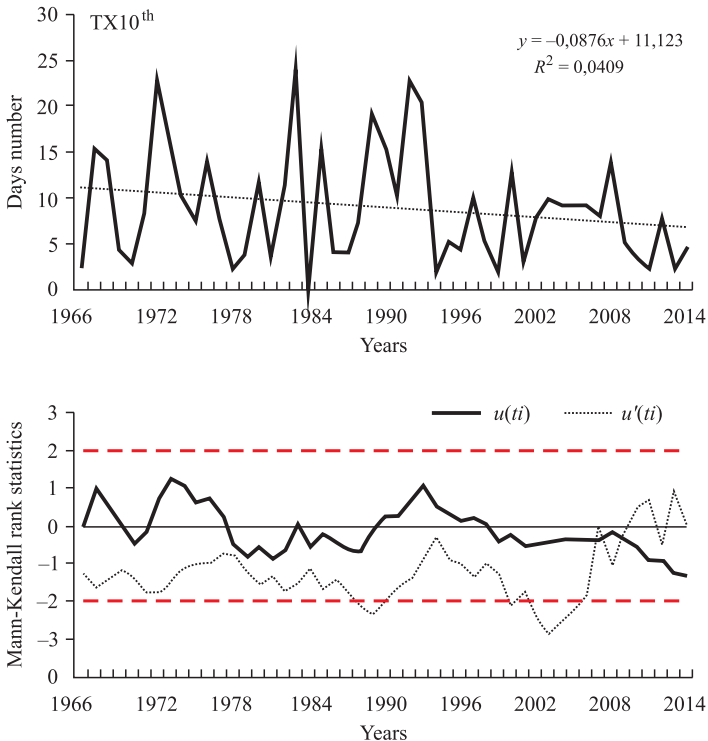 TX10th
y = –0,0876x + 11,123
R2 = 0,0409
Days number
30
25
20
15
10
5
0
1966 1972 1978 1984 1990 1996 2002 2008 2014
Years
u(ti) u'(ti)
Mann-Kendall rank statistics
3
2
1
0
–1
–2
–3
0
1966 1972 1978 1984 1990 1996 2002 2008 2014
Years